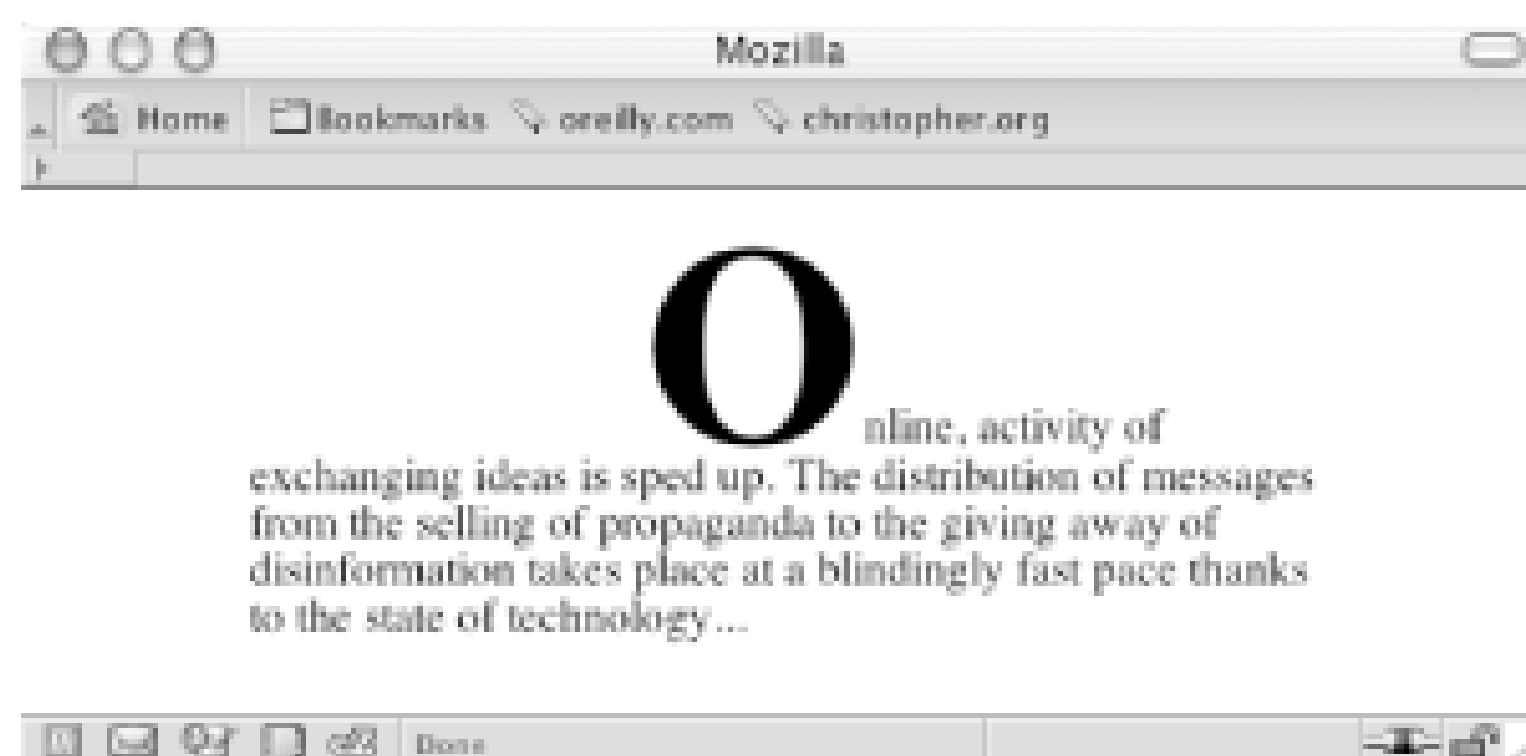 Mozilla
Home Bookmarks oreilly.com christopher.org
Online, activity of
exchanging ideas is sped up. The distribution of messages
from the selling of propaganda to the giving away of
disinformation takes place at a blindingly fast pace thanks
to the state of technology...
Done